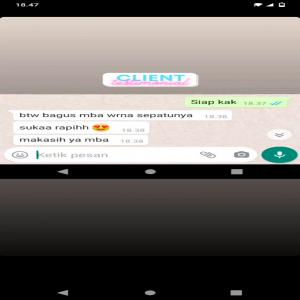 18.47
CLIENT
testimonial
Siap kak 18.37
btw bagus mba wrna sepatunya 18.38
sukaa rapihh 😍 18.38
makasih ya mba 18.38
Ketik pesan